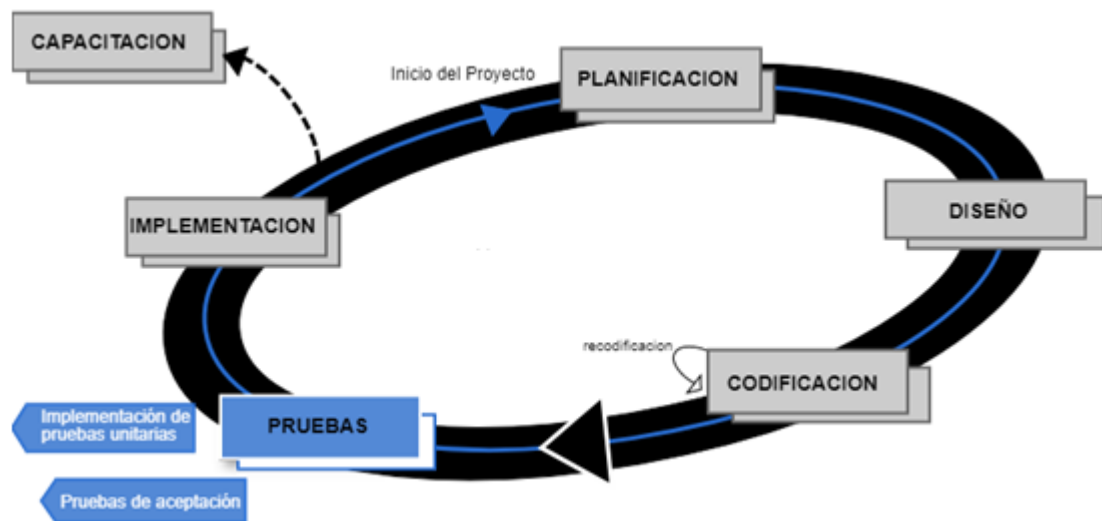 CAPACITACION
Inicio del Proyecto
PLANIFICACION
DISEÑO
IMPLEMENTACION
recodificacion
CODIFICACION
PRUEBAS
Implementación de
pruebas unitarias
Pruebas de aceptación